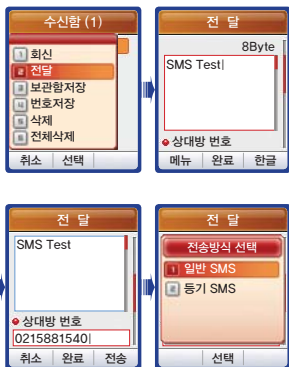 수신함 (1)
1 회신
2 전달
3 보관함저장
4 번호저장
5 삭제
6 전체삭제
취소 선택
전 달
8Byte
SMS Test
상대방 번호
메뉴 완료 한글
전 달
SMS Test
상대방 번호
0215881540
취소 완료 전송
전 달
전송방식 선택
1 일반 SMS
2 등기 SMS
선택